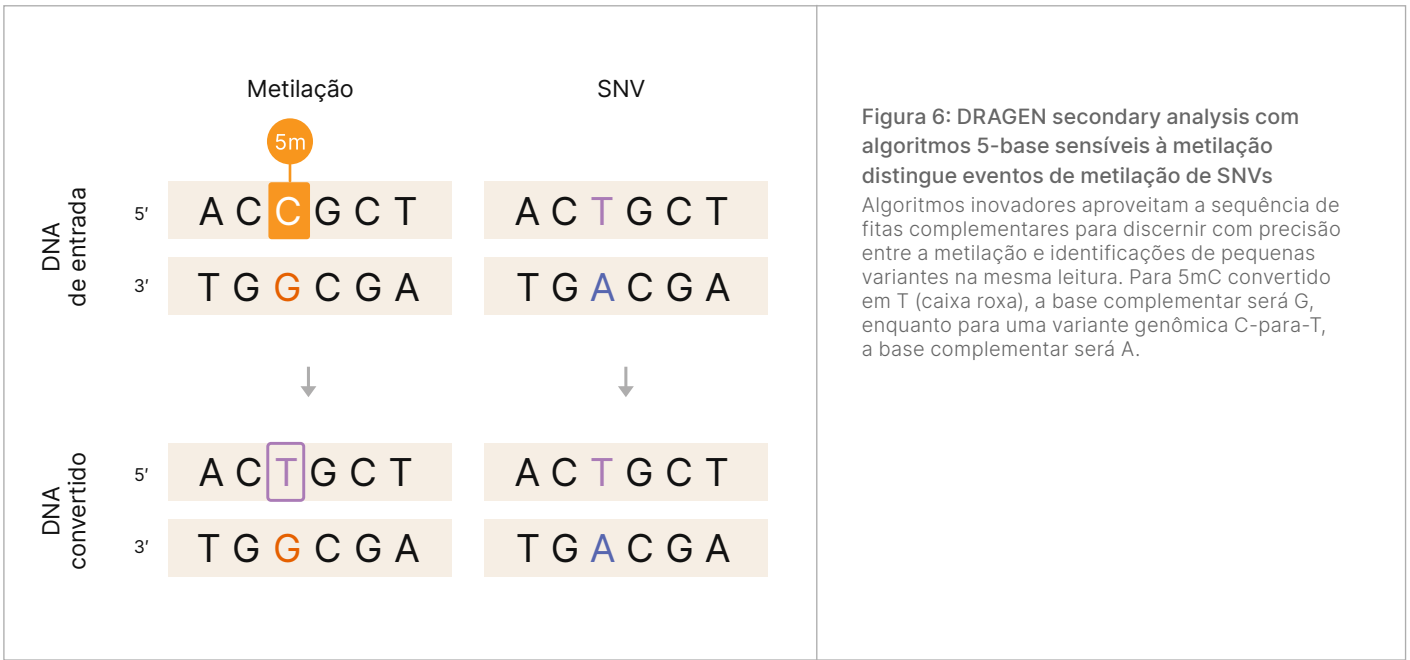 Metilação
SNV
5m
DNA
de entrada
5′
A C C G C T
A C T G C T
3′
T G G C G A
T G A C G A
DNA
convertido
5′
A C T G C T
A C T G C T
3′
T G G C G A
T G A C G A
Figura 6: DRAGEN secondary analysis com
algoritmos 5-base sensíveis à metilação
distingue eventos de metilação de SNVs
Algoritmos inovadores aproveitam a sequência de
fitas complementares para discernir com precisão
entre a metilação e identificações de pequenas
variantes na mesma leitura. Para 5mC convertido
em T (caixa roxa), a base complementar será G,
enquanto para uma variante genômica C-para-T,
a base complementar será A.